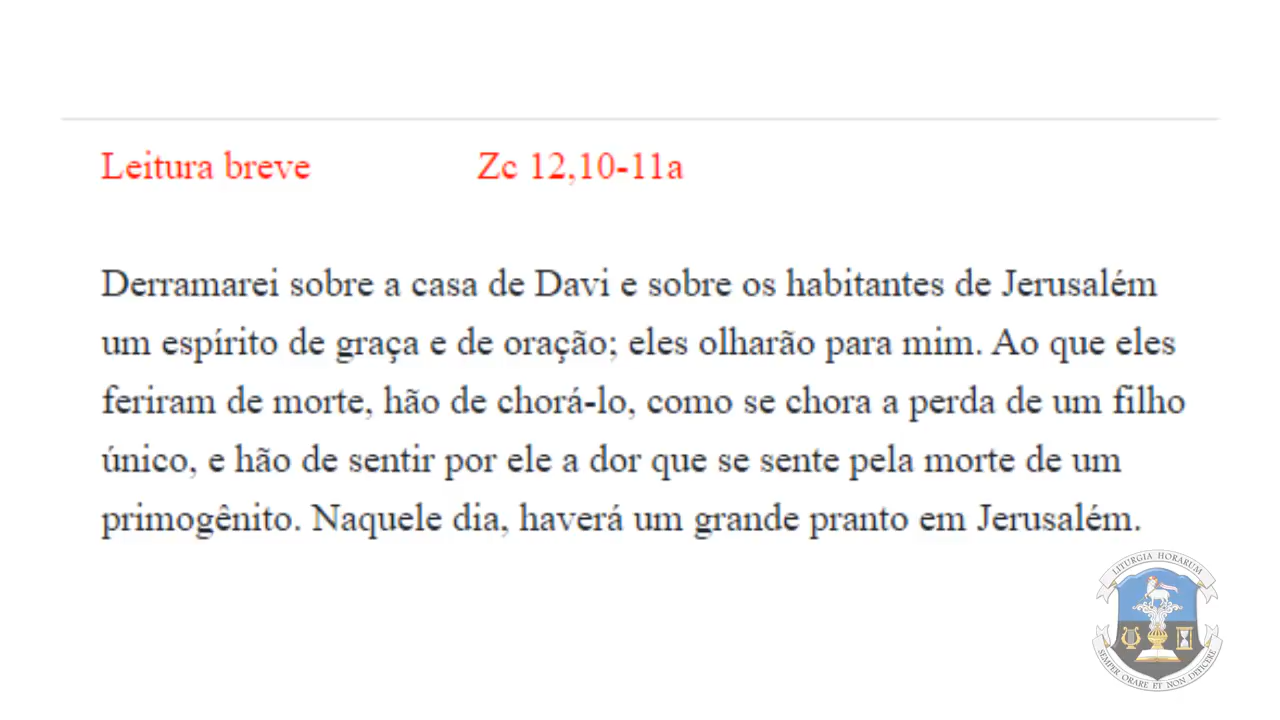 Leitura breve Zc 12,10-11a
Derramarei sobre a casa de Davi e sobre os habitantes de Jerusalém
um espírito de graça e de oração; eles olharão para mim. Ao que eles
feriram de morte, hão de chorá-lo, como se chora a perda de um filho
único, e hão de sentir por ele a dor que se sente pela morte de um
primogênito. Naquele dia, haverá um grande pranto em Jerusalém.
LITURGIA HORARUM
SEMPER ORARE ET NON DEFICERE